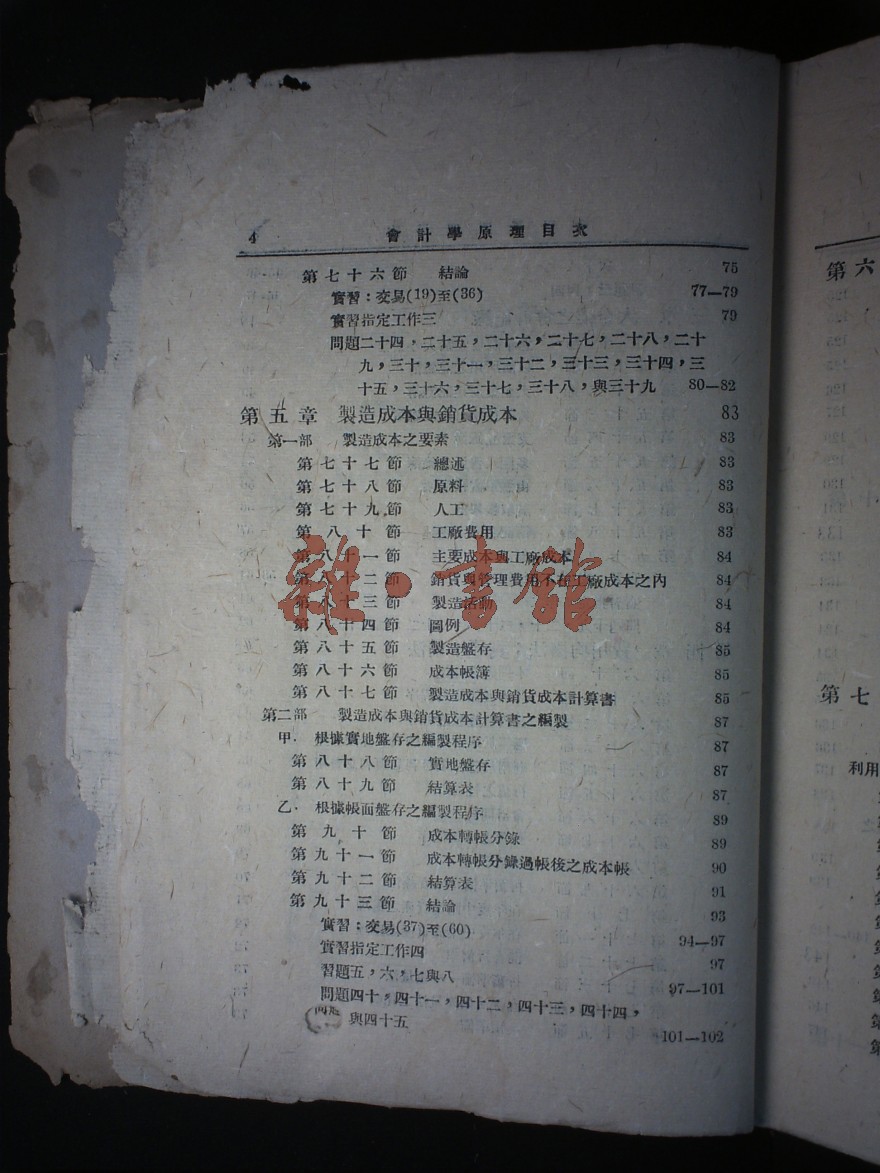 4 會計學原理目次
第七十六節 結論 75
實習：交易(19)至(36) 77—79
實習指定工作三 79
問題二十四，二十五，二十六，二十七，二十八，二十
九，三十，三十一，三十二，三十三，三十四，三
十五，三十六，三十七，三十八，與三十九 80—82
第五章 製造成本與銷貨成本 83
第一部 製造成本之要素 83
第七十七節 總述 83
第七十八節 原料 83
第七十九節 人工 83
第八十節 工廠費用 83
第八十一節 主要成本與工廠成本 84
第八十二節 銷貨與管理費用不在工廠成本之內 84
第八十三節 製造活動 84
第八十四節 圖例 84
第八十五節 製造盤存 85
第八十六節 成本帳簿 85
第八十七節 製造成本與銷貨成本計算書 85
第二部 製造成本與銷貨成本計算書之編製 87
甲． 根據實地盤存之編製程序 87
第八十八節 實地盤存 87
第八十九節 結算表 87
乙． 根據帳面盤存之編製程序 89
第九十節 成本轉帳分錄 89
第九十一節 成本轉帳分錄過帳後之成本帳 90
第九十二節 結算表 91
第九十三節 結論 93
實習：交易(37)至(60) 94—97
實習指定工作四 97
習題五，六，七與八 97—101
問題四十，四十一，四十二，四十三，四十四，
與四十五 101—102
雜·書館
第六
第七
利用